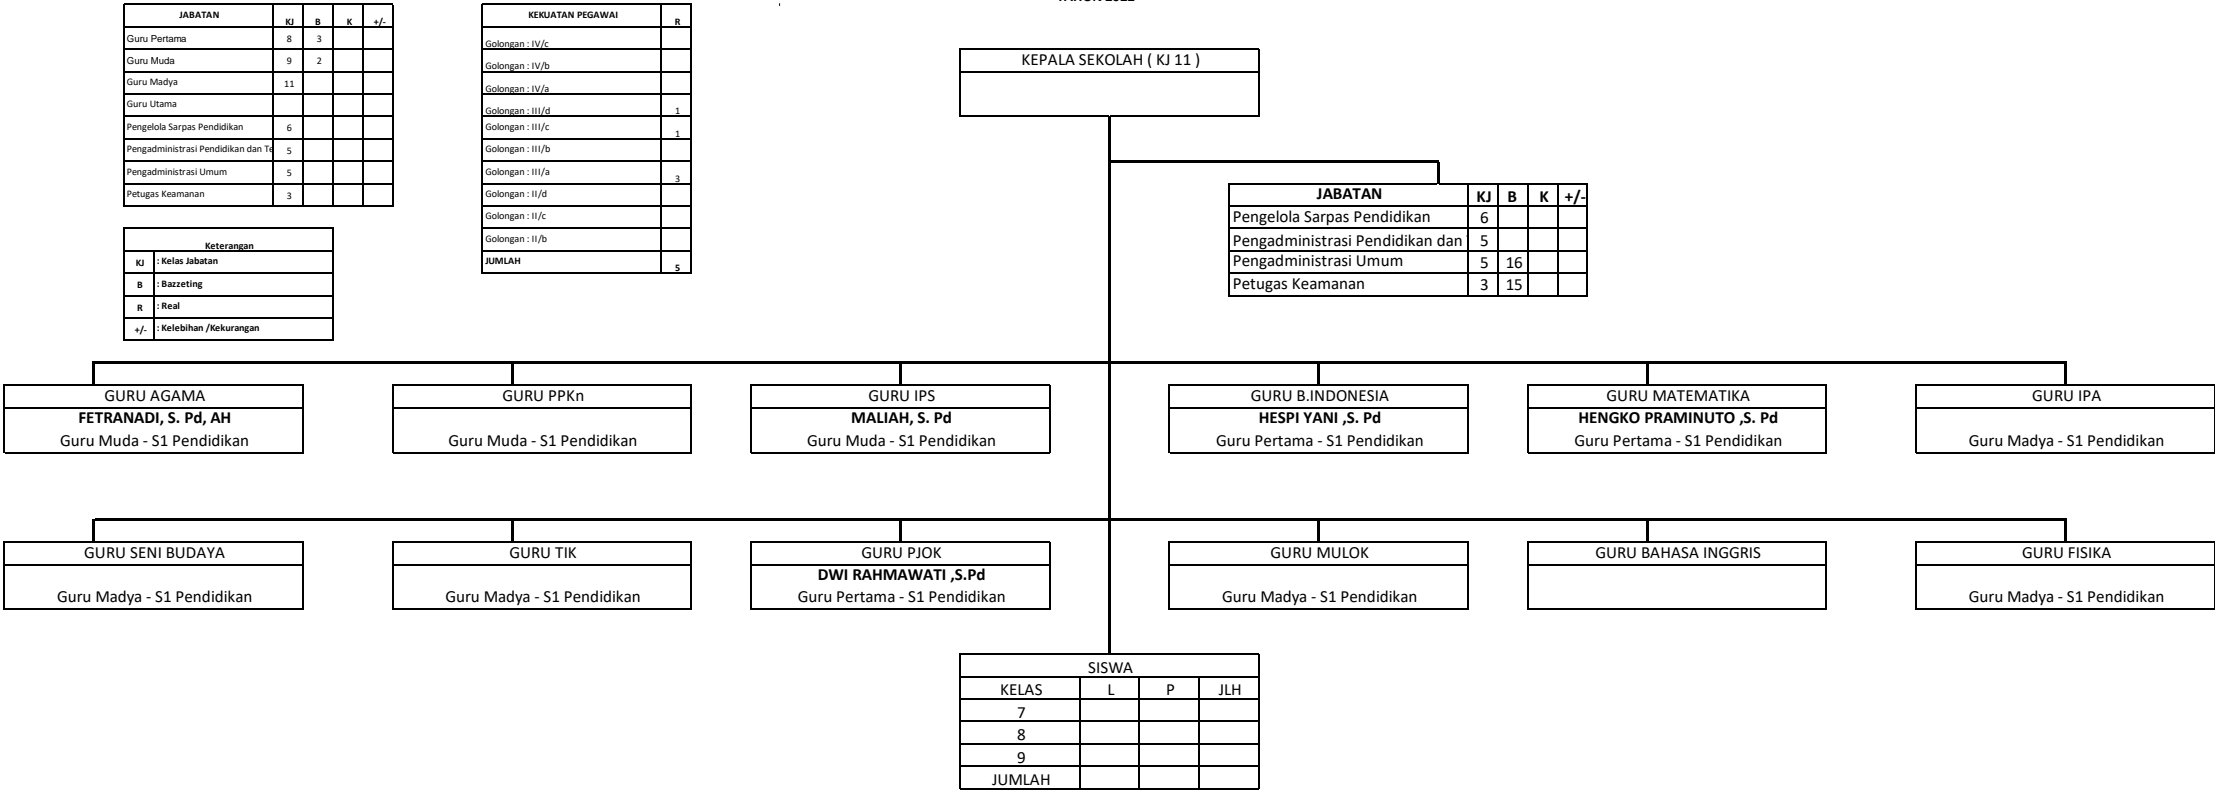 JABATAN KJ B K +/-
Guru Pertama 8 3
Guru Muda 9 2
Guru Madya 11
Guru Utama
Pengelola Sarpas Pendidikan 6
Pengadministrasi Pendidikan dan Te 5
Pengadministrasi Umum 5
Petugas Keamanan 3
Keterangan
KJ : Kelas Jabatan
B : Bazzeting
R : Real
+/- : Kelebihan /Kekurangan
KEKUATAN PEGAWAI R
Golongan : IV/c
Golongan : IV/b
Golongan : IV/a
Golongan : III/d 1
Golongan : III/c 1
Golongan : III/b
Golongan : III/a 3
Golongan : II/d
Golongan : II/c
Golongan : II/b
JUMLAH 5
KEPALA SEKOLAH ( KJ 11 )
JABATAN KJ B K +/-
Pengelola Sarpas Pendidikan 6
Pengadministrasi Pendidikan dan 5
Pengadministrasi Umum 5 16
Petugas Keamanan 3 15
GURU AGAMA
FETRANADI, S. Pd, AH
Guru Muda - S1 Pendidikan
GURU PPKn
Guru Muda - S1 Pendidikan
GURU IPS
MALIAH, S. Pd
Guru Muda - S1 Pendidikan
GURU B.INDONESIA
HESPI YANI ,S. Pd
Guru Pertama - S1 Pendidikan
GURU MATEMATIKA
HENGKO PRAMINUTO ,S. Pd
Guru Pertama - S1 Pendidikan
GURU IPA
Guru Madya - S1 Pendidikan
GURU SENI BUDAYA
Guru Madya - S1 Pendidikan
GURU TIK
Guru Madya - S1 Pendidikan
GURU PJOK
DWI RAHMAWATI ,S.Pd
Guru Pertama - S1 Pendidikan
GURU MULOK
Guru Madya - S1 Pendidikan
GURU BAHASA INGGRIS
GURU FISIKA
Guru Madya - S1 Pendidikan
SISWA
KELAS L P JLH
7
8
9
JUMLAH